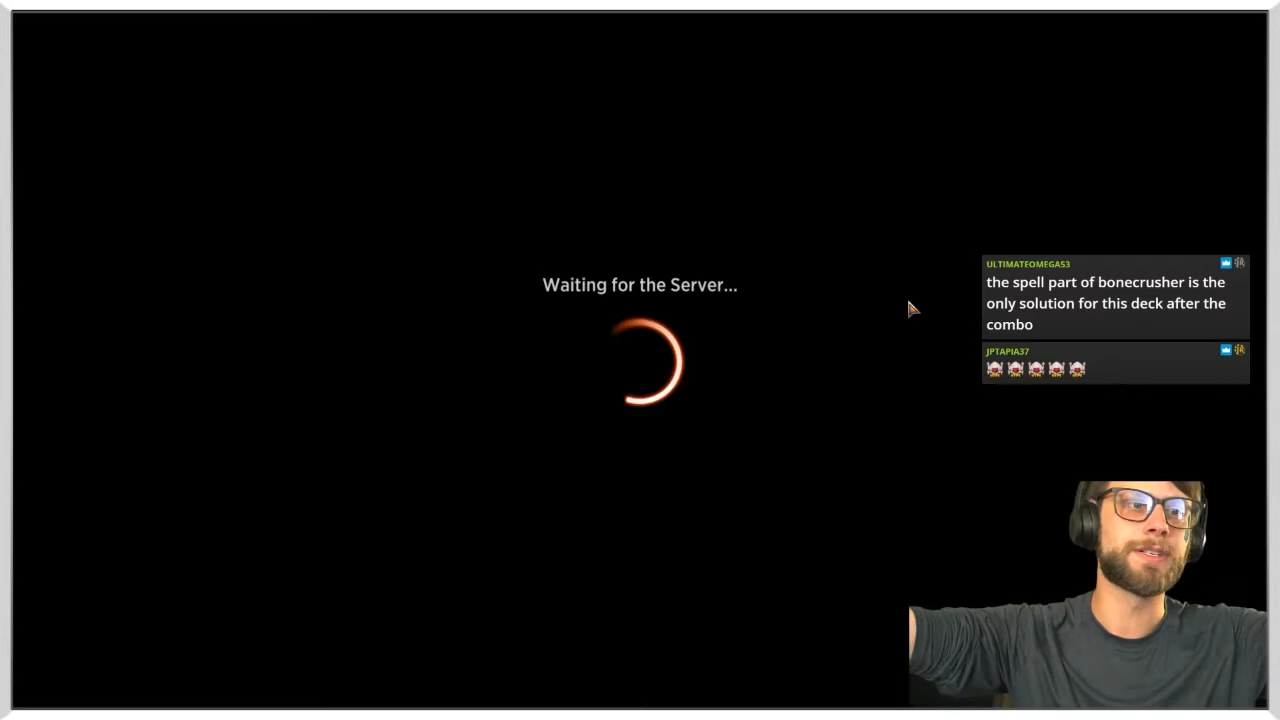 Waiting for the Server...
ULTIMATEOMEGA53
the spell part of bonecrusher is the
only solution for this deck after the
combo
JPTAPIA37